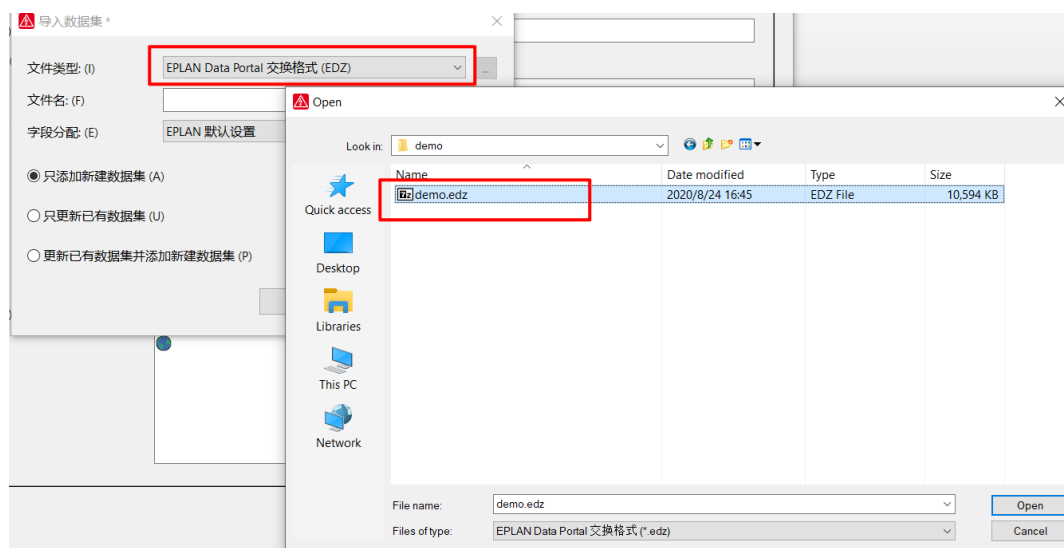 导入数据集 *
文件类型: (I)
EPLAN Data Portal 交换格式 (EDZ)
...
文件名: (F)
字段分配: (E)
EPLAN 默认设置
只添加新建数据集 (A)
只更新已有数据集 (U)
更新已有数据集并添加新建数据集 (P)
Open
Look in:
demo
Name
Date modified
Type
Size
demo.edz
2020/8/24 16:45
EDZ File
10,594 KB
Quick access
Desktop
Libraries
This PC
Network
File name:
demo.edz
Open
Files of type:
EPLAN Data Portal 交换格式 (*.edz)
Cancel